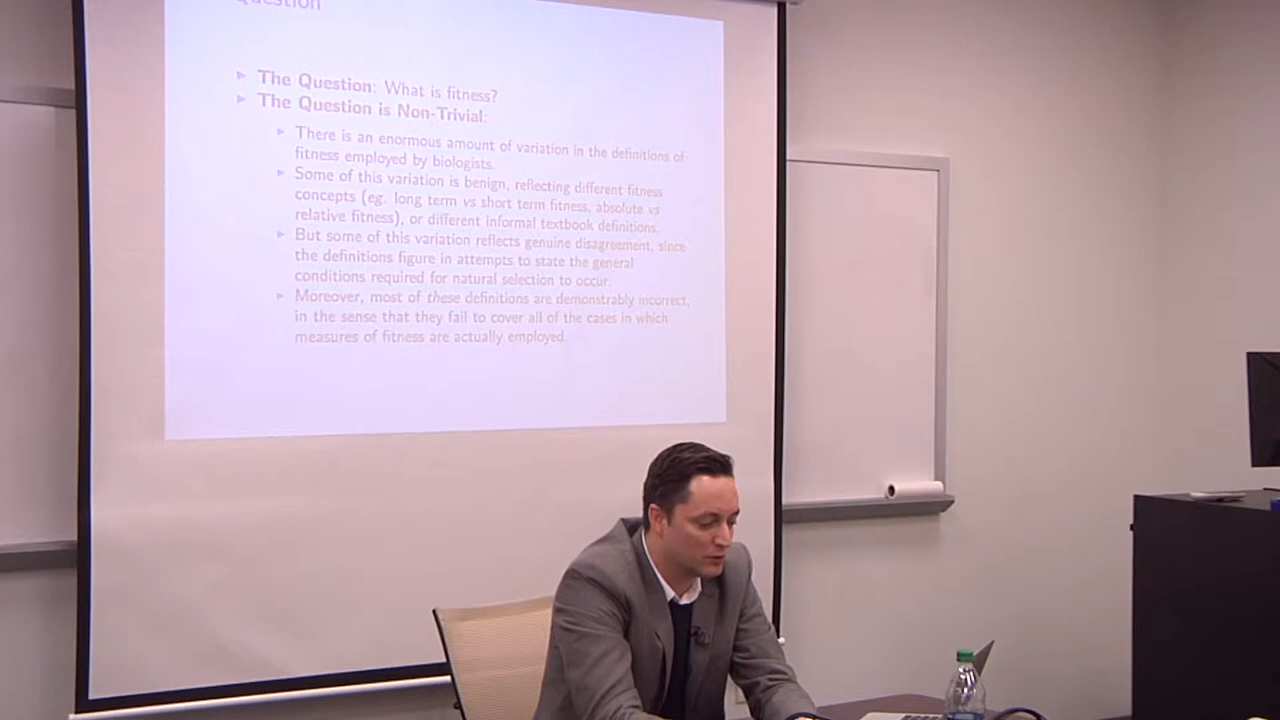 Question
The Question: What is fitness?
The Question is Non-Trivial:
There is an enormous amount of variation in the definitions of
fitness employed by biologists.
Some of this variation is benign, reflecting different fitness
concepts (eg. long term vs short term fitness, absolute vs
relative fitness), or different informal textbook definitions.
But some of this variation reflects genuine disagreement, since
the definitions figure in attempts to state the general
conditions required for natural selection to occur.
Moreover, most of these definitions are demonstrably incorrect,
in the sense that they fail to cover all of the cases in which
measures of fitness are actually employed.